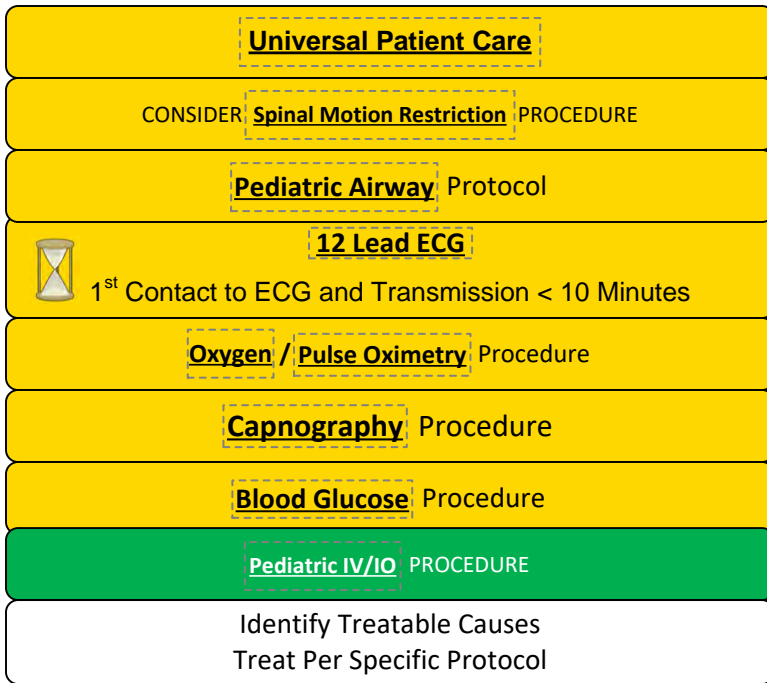 Universal Patient Care
CONSIDER Spinal Motion Restriction PROCEDURE
Pediatric Airway Protocol
12 Lead ECG
1st Contact to ECG and Transmission < 10 Minutes
Oxygen / Pulse Oximetry Procedure
Capnography Procedure
Blood Glucose Procedure
Pediatric IV/IO PROCEDURE
Identify Treatable Causes
Treat Per Specific Protocol